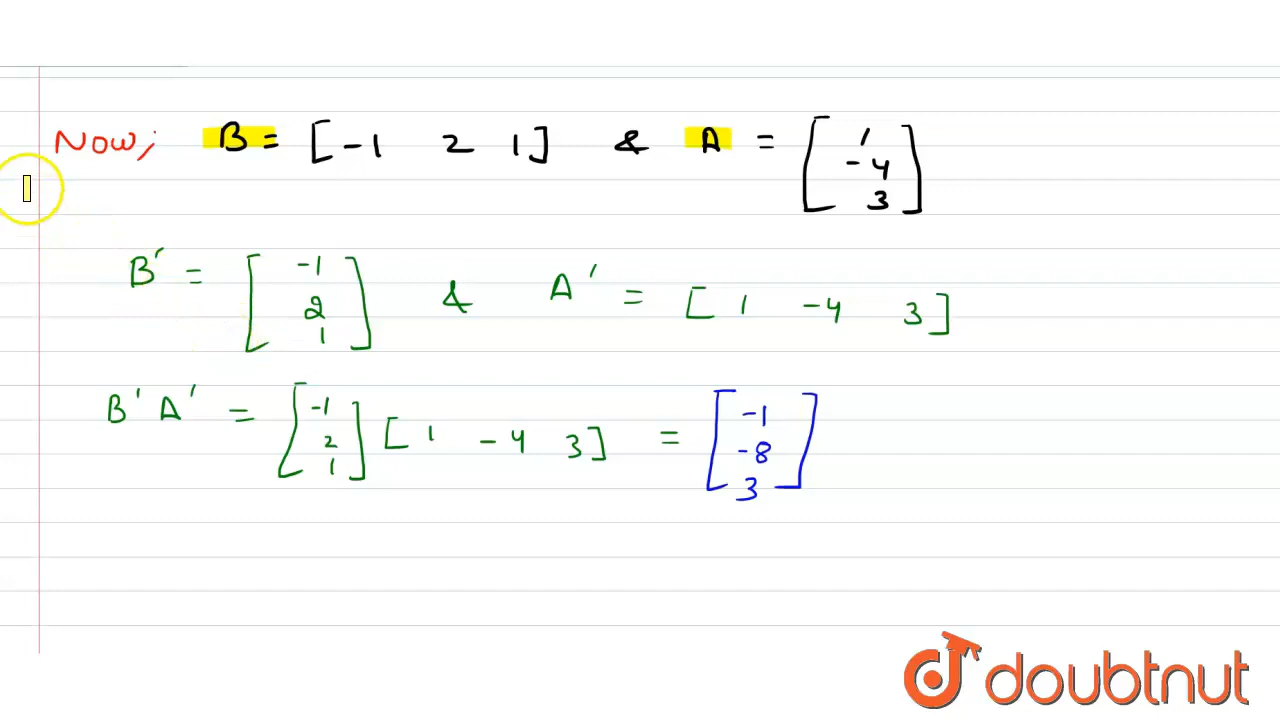 Now; B = [-1 2 1] & A = [1
-4
3]
B' = [-1
2
1] & A' = [1 -4 3]
B'A' = [-1
2
1] [1 -4 3] = [-1
-8
3]
doubtnut